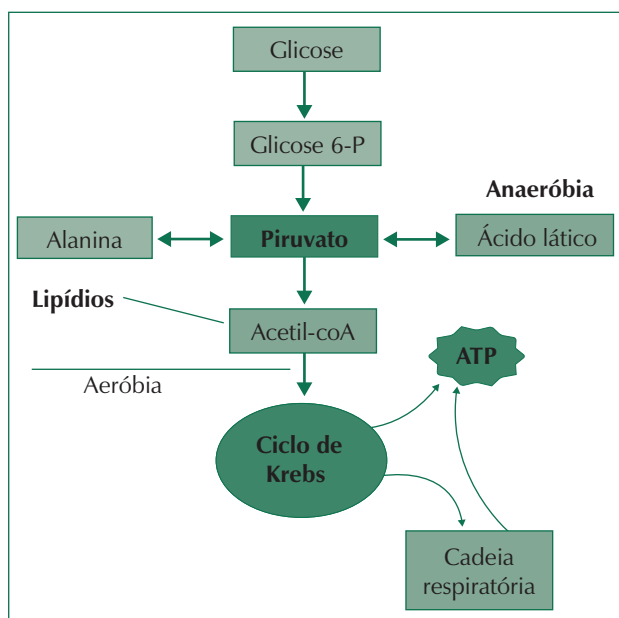 Glicose
Glicose 6-P
Anaeróbia
Alanina
Piruvato
Ácido lático
Lipídios
Acetil-coA
ATP
Aeróbia
Ciclo de
Krebs
Cadeia
respiratória